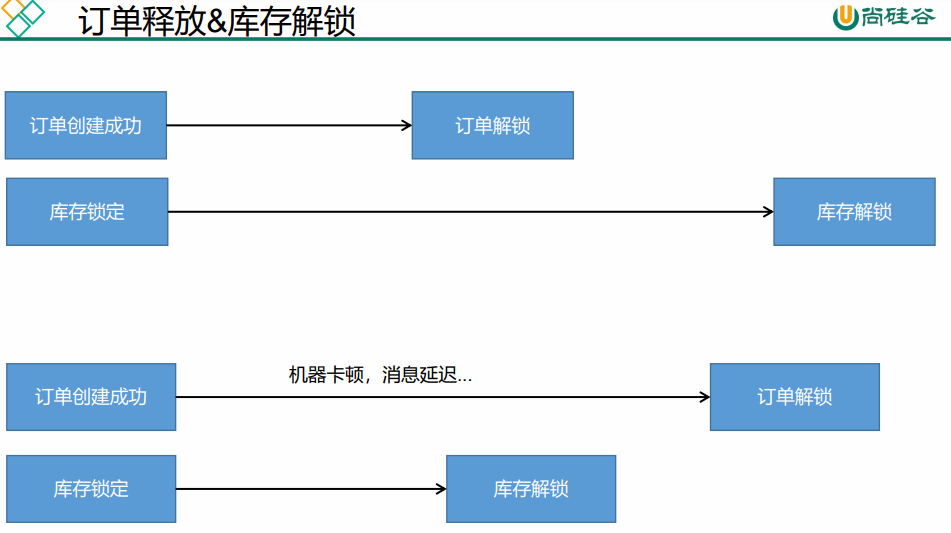 订单释放&库存解锁
尚硅谷
订单创建成功
订单解锁
库存锁定
库存解锁
机器卡顿，消息延迟...
订单创建成功
订单解锁
库存锁定
库存解锁